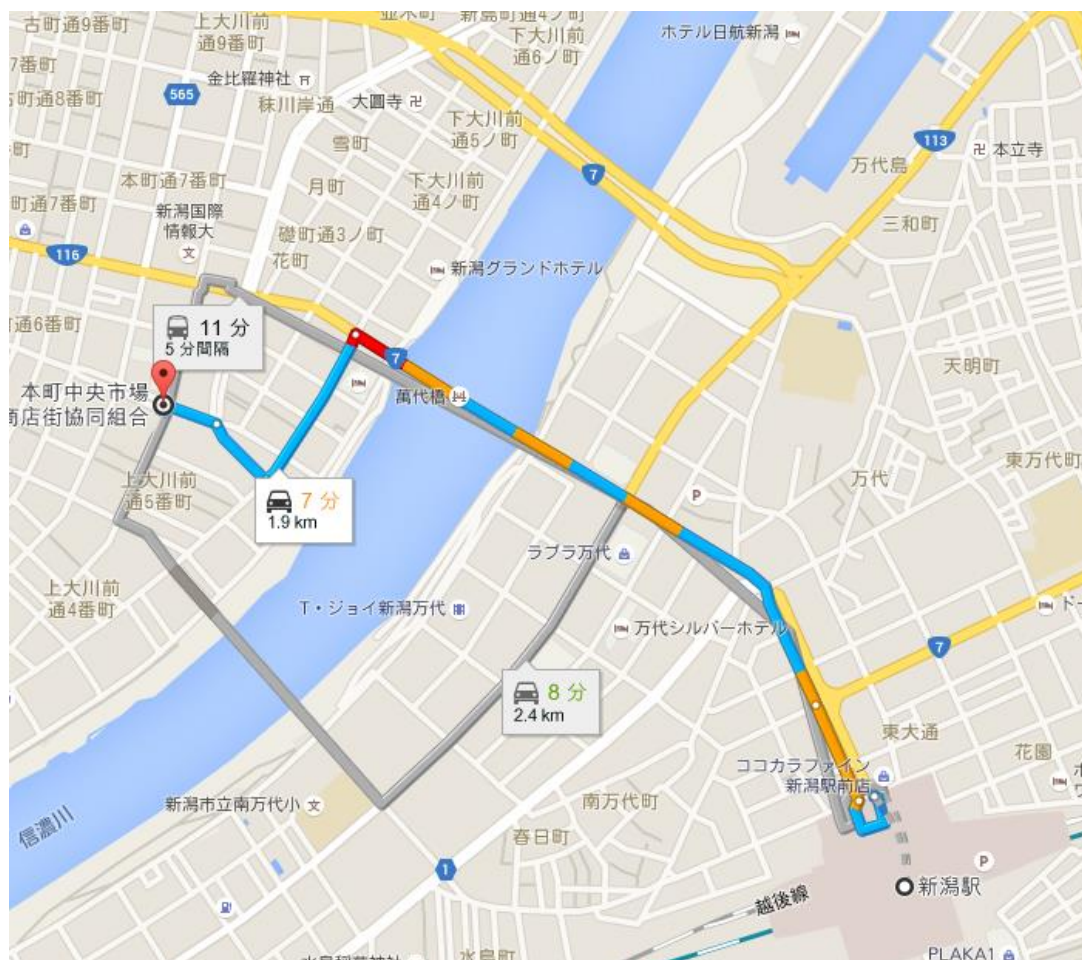 古町通9番町
上大川前
通9番町
新島町通4ノ町
下大川前
通6ノ町
ホテル日航新潟
7番町
金比羅神社
565
古町通8番町
秣川岸通
大圓寺
下大川前
通5ノ町
113
本立寺
雪町
万代島
7
本町通7番町
月町
下大川前
通4ノ町
町通7番町
三和町
新潟国際
情報大
礎町通3ノ町
116
花町
新潟グランドホテル
通6番町
11 分
5 分間隔
7
天明町
本町中央市場
商店街協同組合
萬代橋
東万代町
上大川前
通5番町
万代
P
7 分
1.9 km
ラブラ万代
上大川前
通4番町
T・ジョイ新潟万代
万代シルバーホテル
7
8 分
2.4 km
東大通
花園
ココカラファイン
新潟駅前店
新潟市立南万代小
南万代町
信濃川
春日町
1
P
新潟駅
越後線
PLAKA1